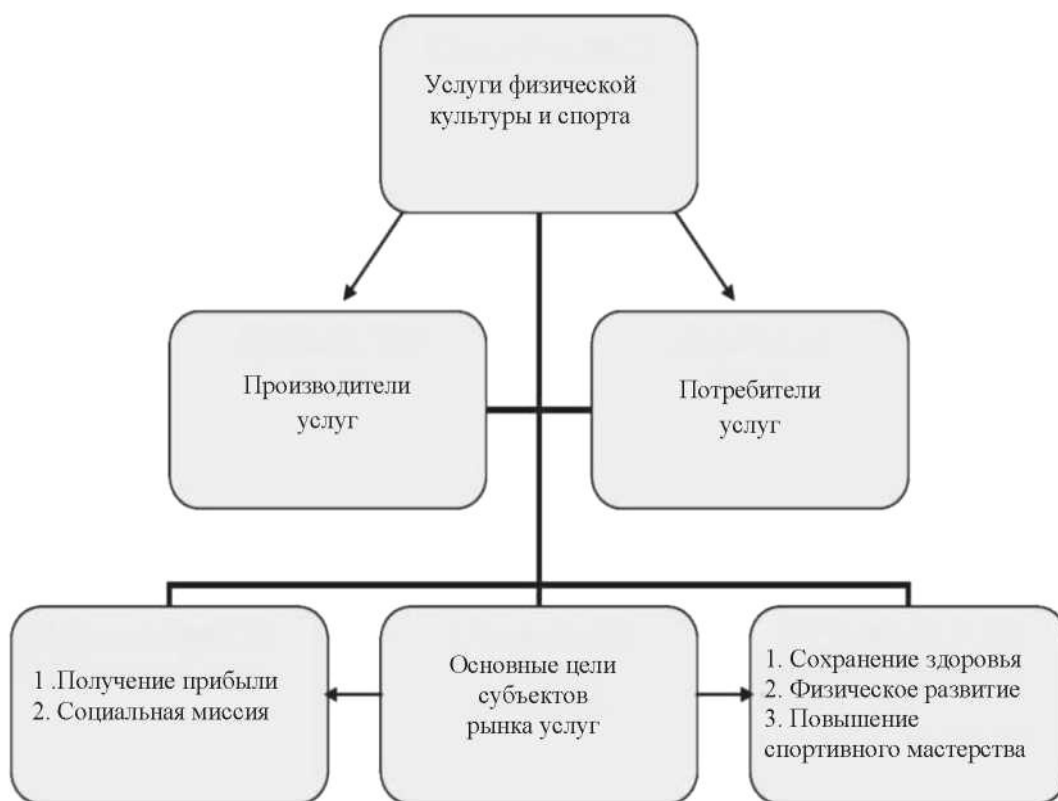 Услуги физической
культуры и спорта
Производители
услуг
Потребители
услуг
1 .Получение прибыли
2. Социальная миссия
Основные цели
субъектов
рынка услуг
1. Сохранение здоровья
2. Физическое развитие
3. Повышение
спортивного мастерства